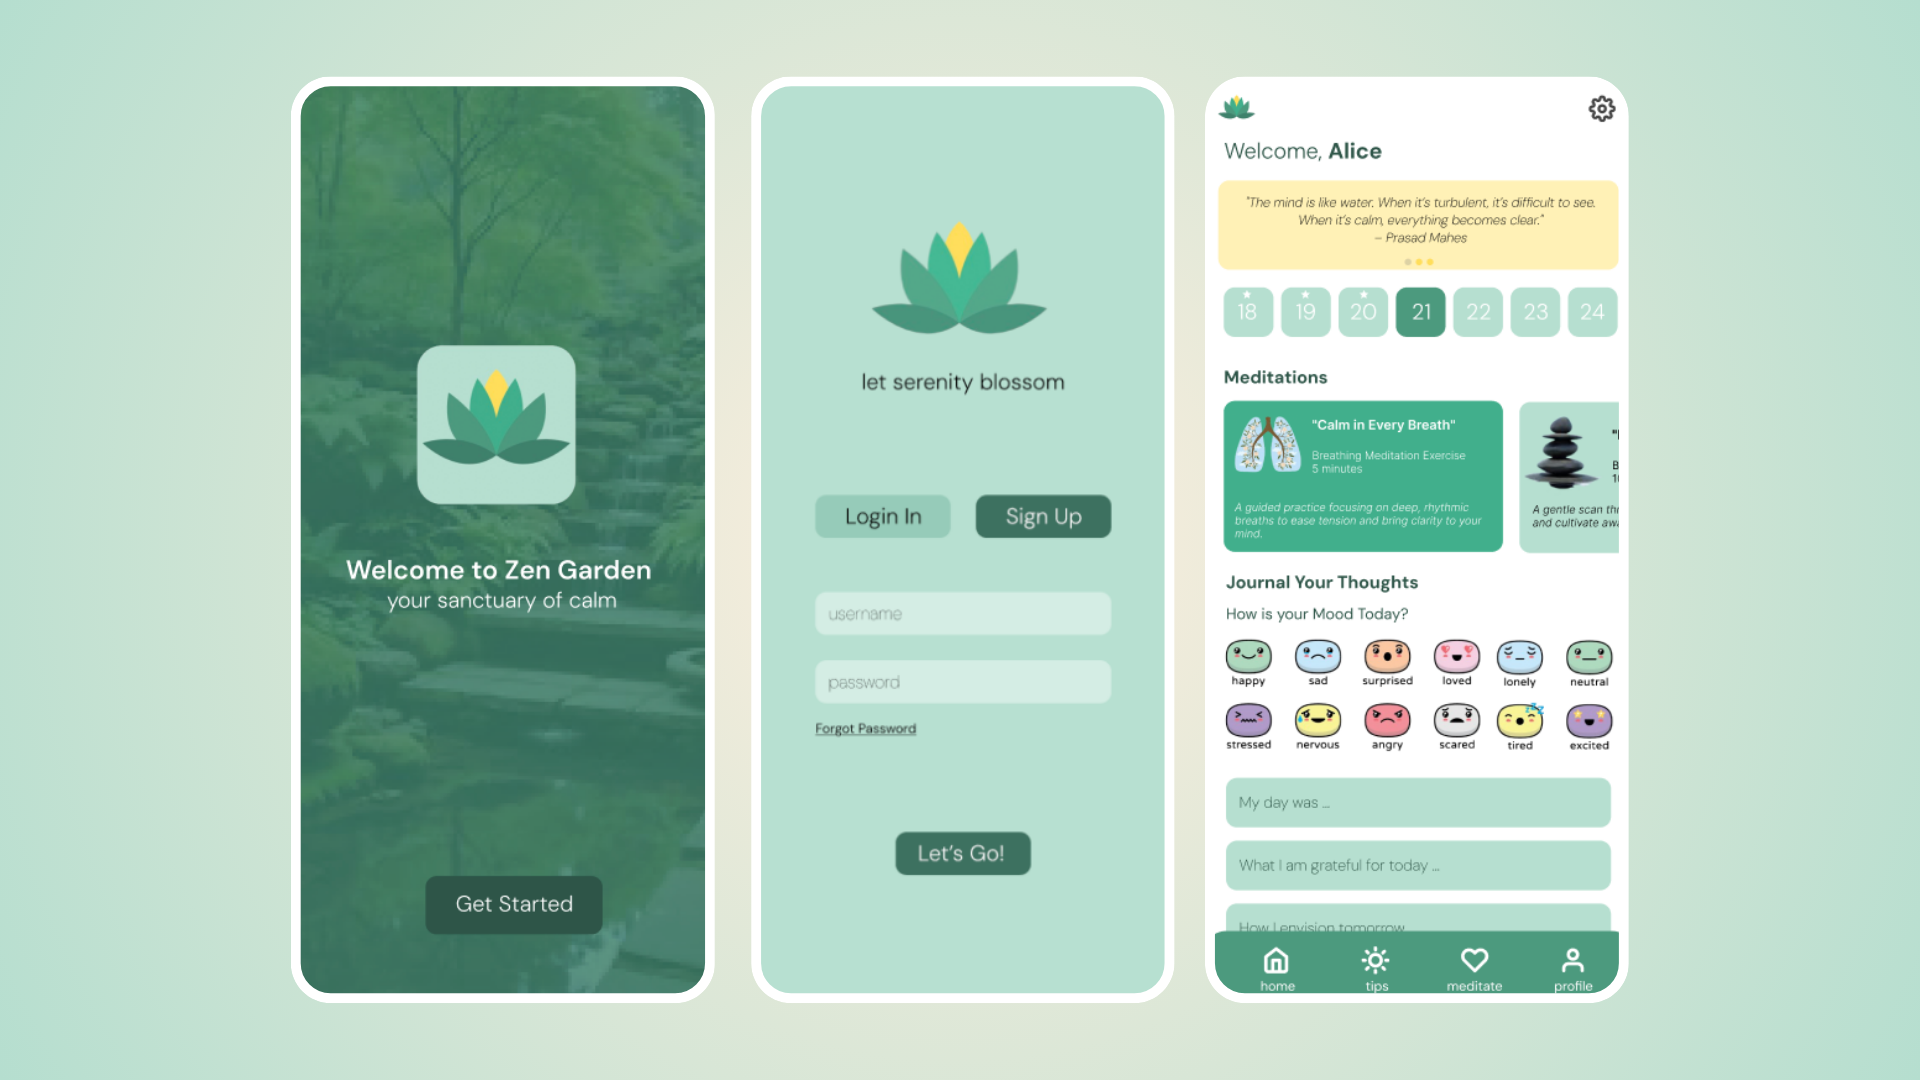 Welcome to Zen Garden
your sanctuary of calm
Get Started
let serenity blossom
Login In
Sign Up
username
password
Forgot Password
Let's Go!
Welcome, Alice
"The mind is like water. When it's turbulent, it's difficult to see.
When it's calm, everything becomes clear."
– Prasad Mahes
18 19 20 21 22 23 24
Meditations
"Calm in Every Breath"
Breathing Meditation Exercise
5 minutes
A guided practice focusing on deep, rhythmic
breaths to ease tension and bring clarity to your
mind.
A gentle scan
and cultivate
Journal Your Thoughts
How is your Mood Today?
happy sad surprised loved lonely neutral
stressed nervous angry scared tired excited
My day was ...
What I am grateful for today ...
How I envision tomorrow
home tips meditate profile